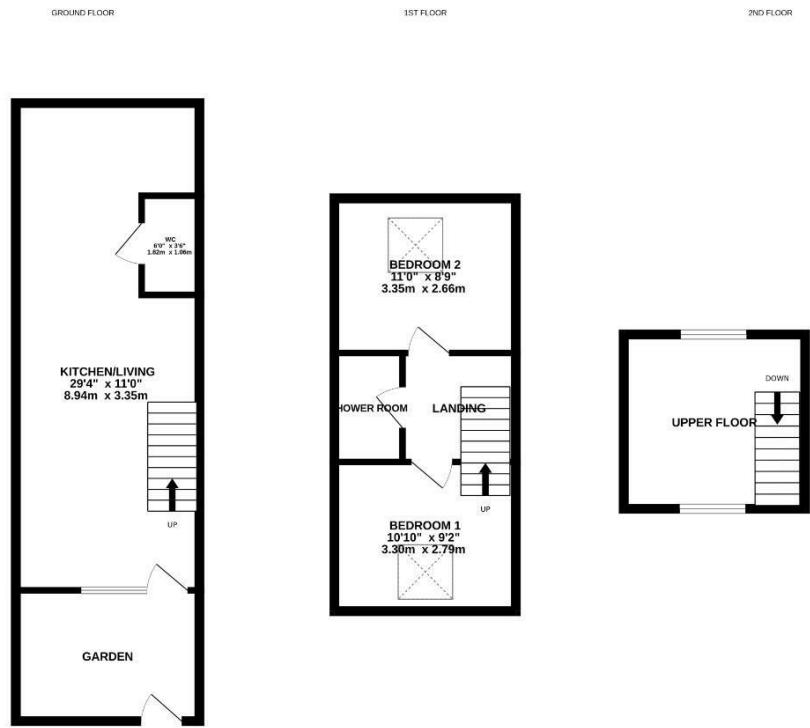 GROUND FLOOR
1ST FLOOR
2ND FLOOR
WC
6'0" x 3'6"
1.82m x 1.06m
KITCHEN/LIVING
29'4" x 11'0"
8.94m x 3.35m
UP
GARDEN
BEDROOM 2
11'0" x 8'9"
3.35m x 2.66m
HOWER ROOM
LANDING
UP
BEDROOM 1
10'10" x 9'2"
3.30m x 2.79m
DOWN
UPPER FLOOR